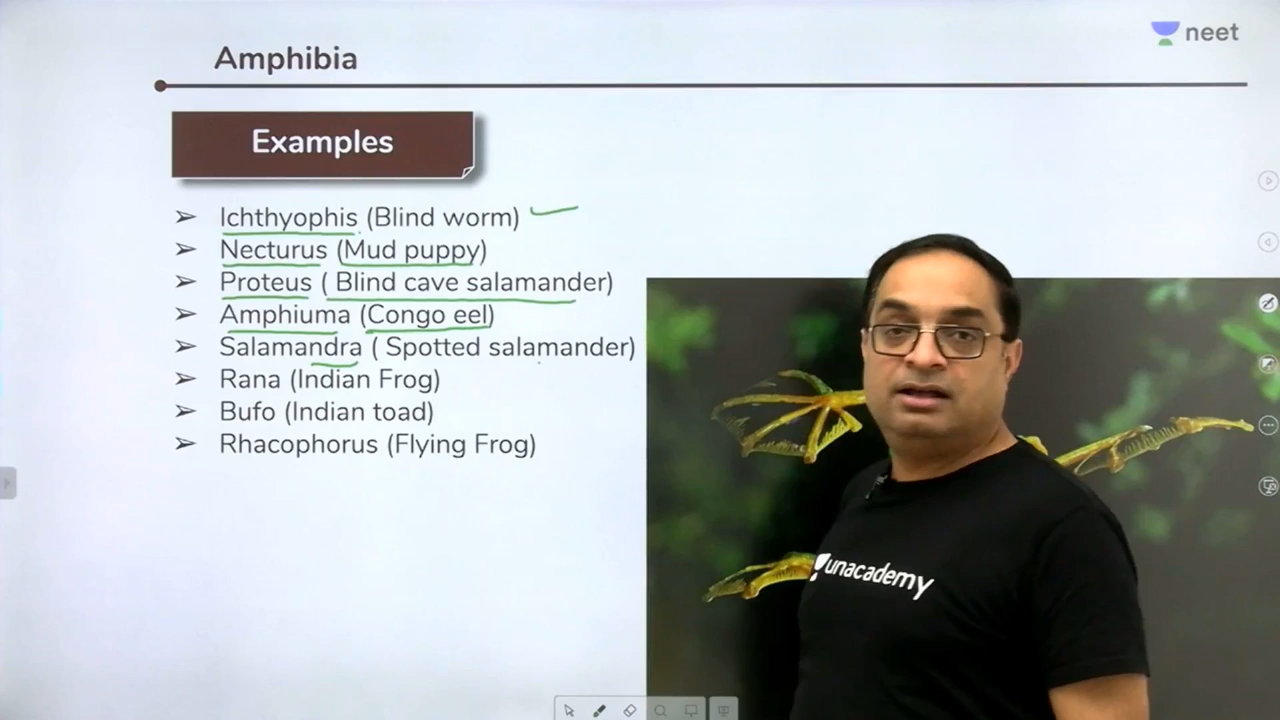 neet
Amphibia
Examples
➢ Ichthyophis (Blind worm)
➢ Necturus (Mud puppy)
➢ Proteus ( Blind cave salamander)
➢ Amphiuma (Congo eel)
➢ Salamandra ( Spotted salamander)
➢ Rana (Indian Frog)
➢ Bufo (Indian toad)
➢ Rhacophorus (Flying Frog)
unacademy